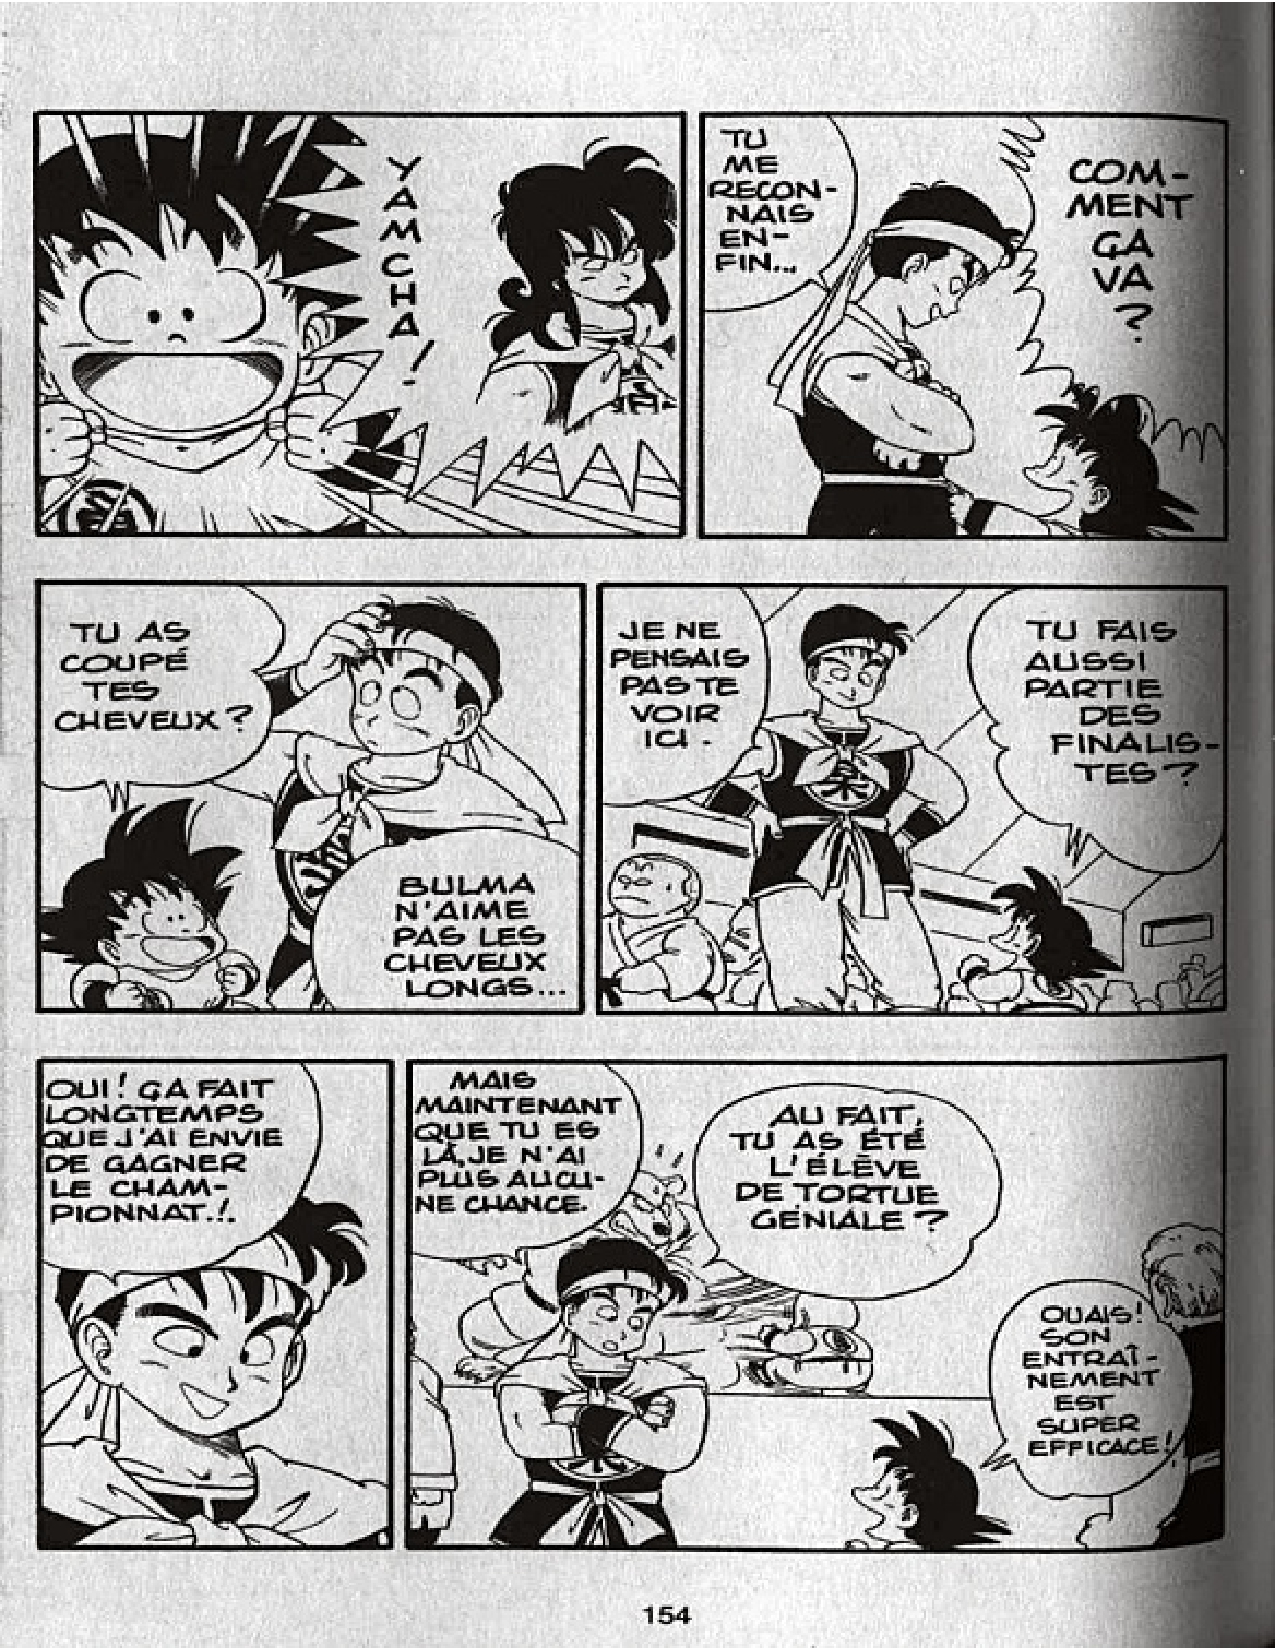 YAMCHA!
TU
ME
RECON-
NAIS
EN-
FIN...
COM-
MENT
ÇA
VA
?
TU AS
COUPÉ
TES
CHEVEUX ?
BULMA
N'AIME
PAS LES
CHEVEUX
LONGS...
JE NE
PENSAIS
PAS TE
VOIR
ICI.
TU FAIS
AUSSI
PARTIE
DES
FINALIS-
TES ?
OUI! ÇA FAIT
LONGTEMPS
QUE J'AI ENVIE
DE GAGNER
LE CHAM-
PIONNAT.!.
MAIS
MAINTENANT
QUE TU ES
LÀ, JE N'AI
PLUS AUCU-
NE CHANCE.
AU FAIT,
TU AS ÉTÉ
L'ÉLÈVE
DE TORTUE
GÉNIALE ?
OUAIS!
SON
ENTRAÎ-
NEMENT
EST
SUPER
EFFICACE!
154